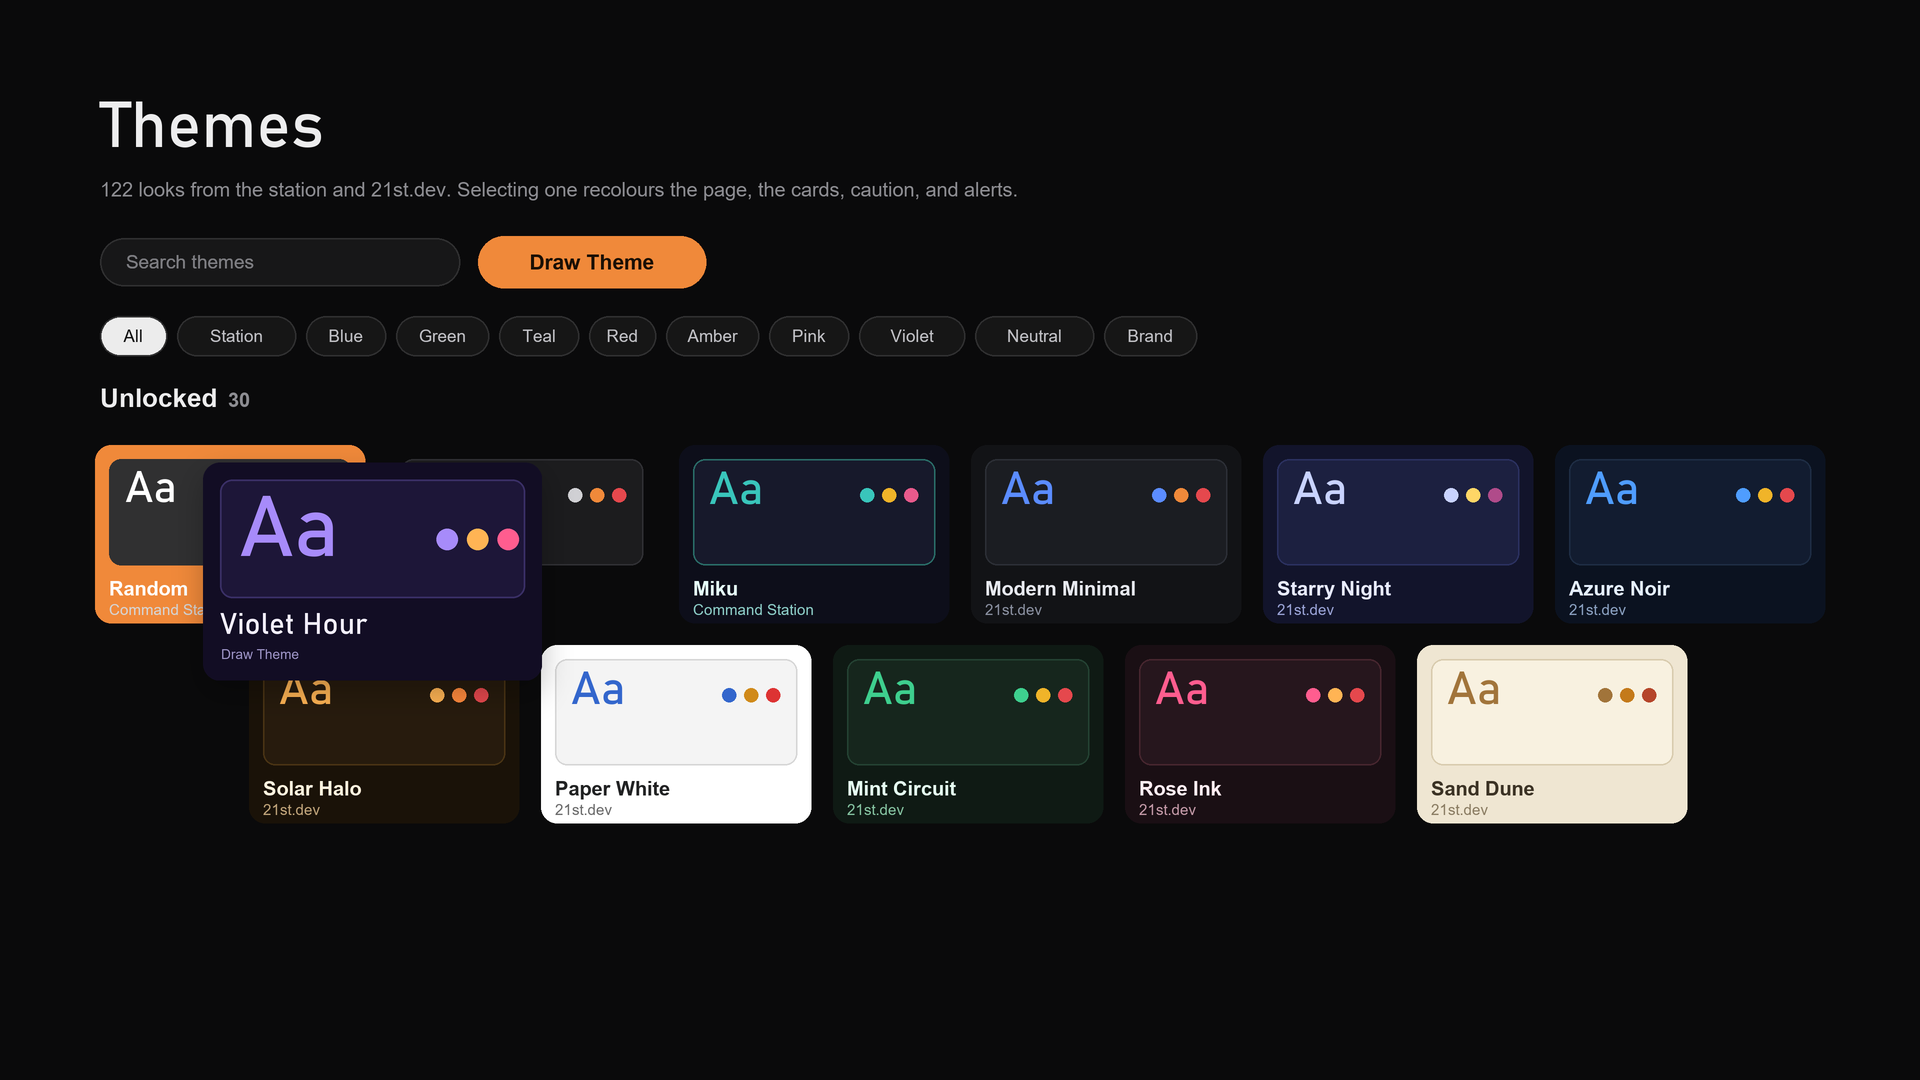 Themes
122 looks from the station and 21st.dev. Selecting one recolours the page, the cards, caution, and alerts.
Search themes
Draw Theme
All
Station
Blue
Green
Teal
Red
Amber
Pink
Violet
Neutral
Brand
Unlocked 30
Aa
Random
Command
Aa
Violet Hour
Draw Theme
Aa
Miku
Command Station
Aa
Modern Minimal
21st.dev
Aa
Starry Night
21st.dev
Aa
Azure Noir
21st.dev
Aa
Solar Halo
21st.dev
Aa
Paper White
21st.dev
Aa
Mint Circuit
21st.dev
Aa
Rose Ink
21st.dev
Aa
Sand Dune
21st.dev